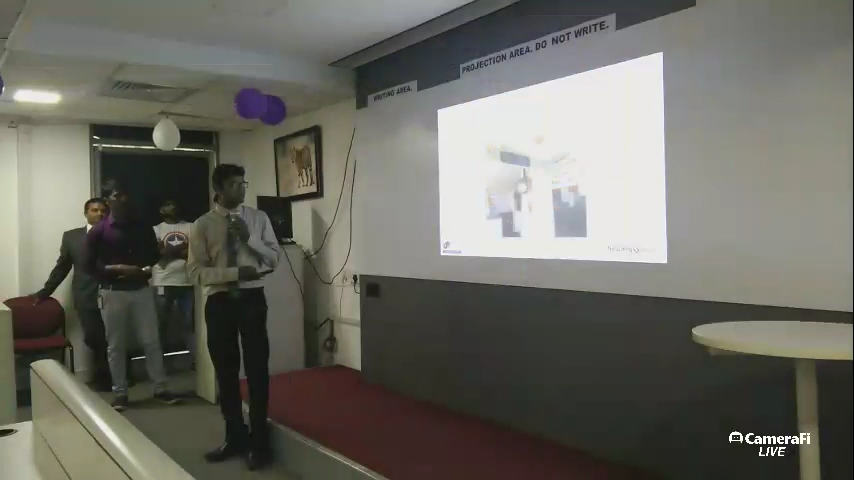 PROJECTION AREA. DO NOT WRITE.
WRITING AREA.
CameraFi
LIVE